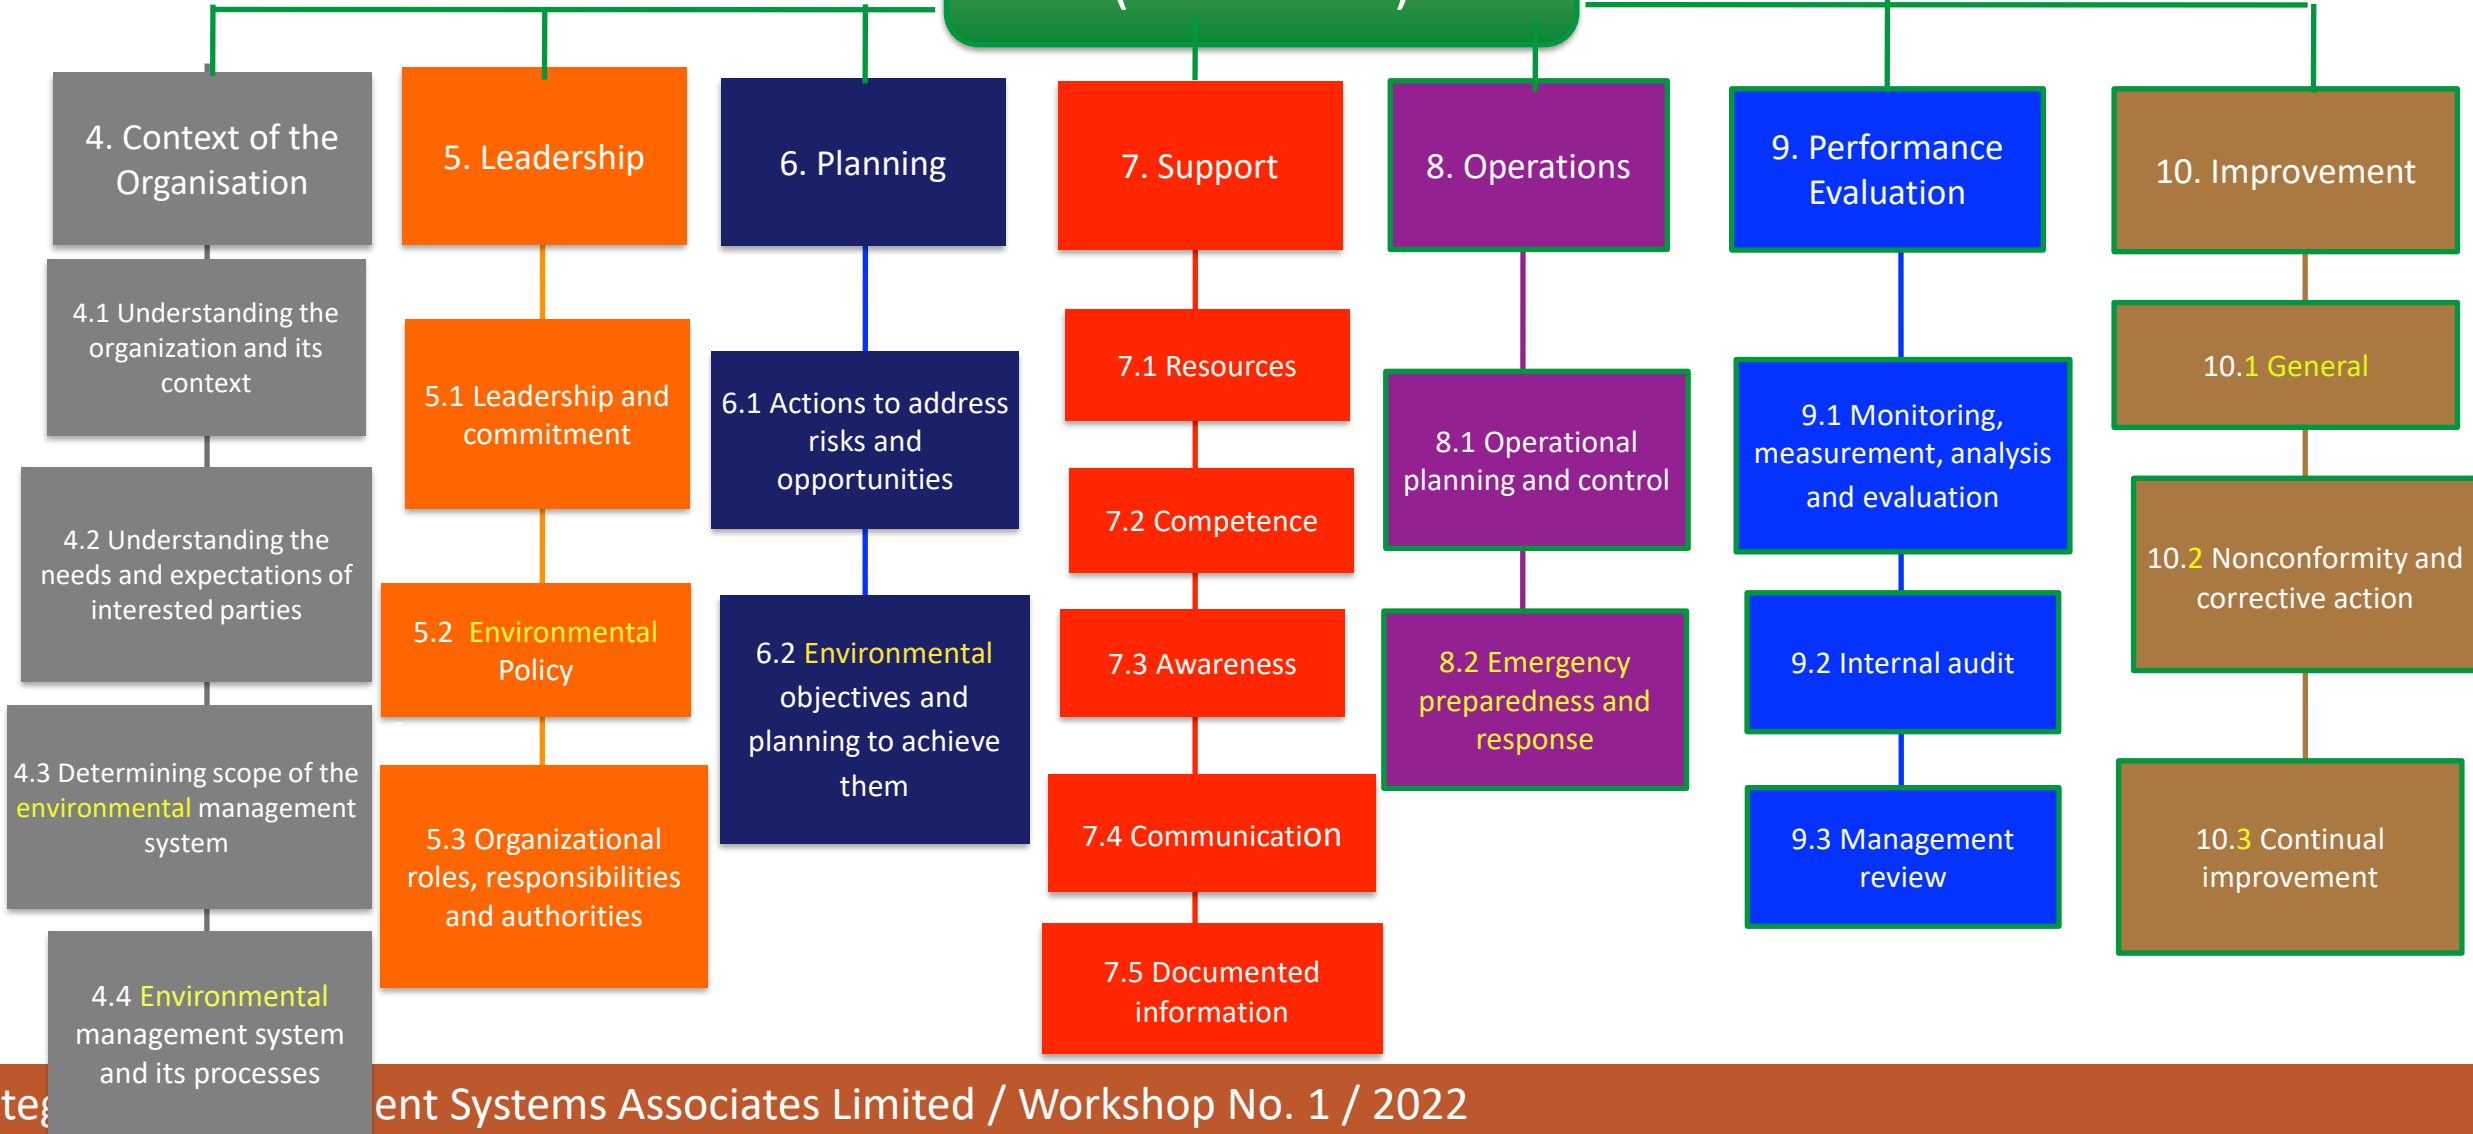 4. Context of the
Organisation
4.1 Understanding the
organization and its
context
4.2 Understanding the
needs and expectations of
interested parties
4.3 Determining scope of the
environmental management
system
4.4 Environmental
management system
and its processes
5. Leadership
5.1 Leadership and
commitment
5.2 Environmental
Policy
5.3 Organizational
roles, responsibilities
and authorities
6. Planning
6.1 Actions to address
risks and
opportunities
6.2 Environmental
objectives and
planning to achieve
them
7. Support
7.1 Resources
7.2 Competence
7.3 Awareness
7.4 Communication
7.5 Documented
information
8. Operations
8.1 Operational
planning and control
8.2 Emergency
preparedness and
response
9. Performance
Evaluation
9.1 Monitoring,
measurement, analysis
and evaluation
9.2 Internal audit
9.3 Management
review
10. Improvement
10.1 General
10.2 Nonconformity and
corrective action
10.3 Continual
improvement
Systems Associates Limited / Workshop No. 1 / 2022